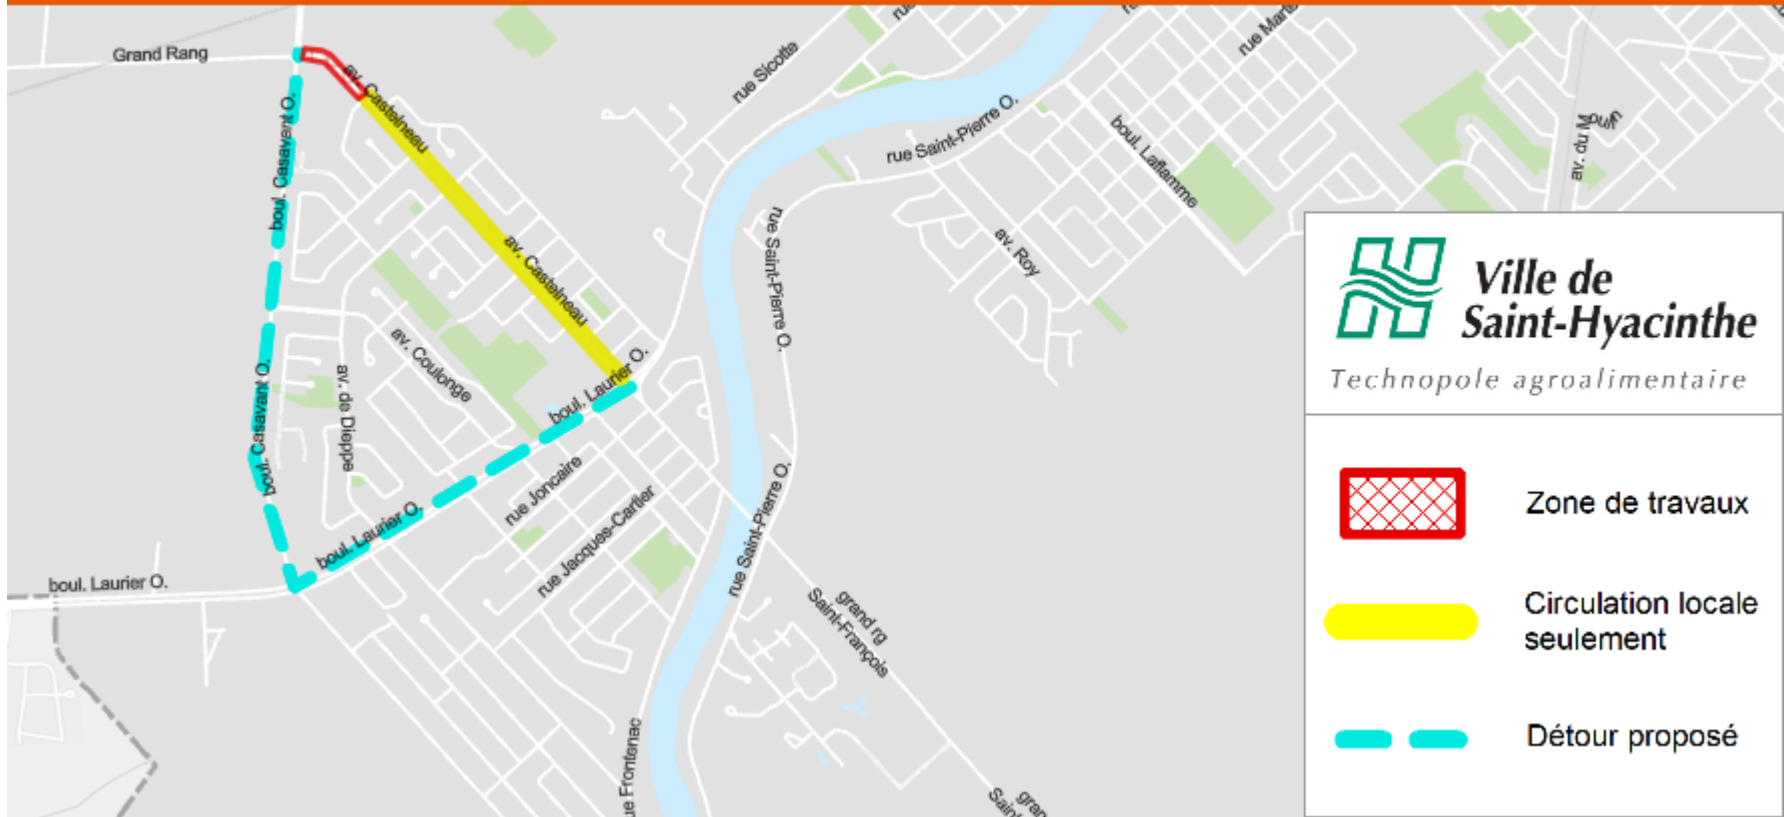 Grand Rang
av. Castelneau
boul. Casavant O.
rue Sicotte
rue Saint-Pierre O.
boul. Laflamme
av. du M
av. Roy
rue Saint-Pierre O.
av. Castelneau
av. Coulonge
av. de Dieppe
boul. Casavant O.
boul. Laurier O.
rue Joncaire
rue Jacques-Cartier
boul. Laurier O.
rue Saint-Pierre O.
boul. Laurier O.
grand rg
Saint-François
Ville de
Saint-Hyacinthe
Technopole agroalimentaire
Zone de travaux
Circulation locale
seulement
Détour proposé